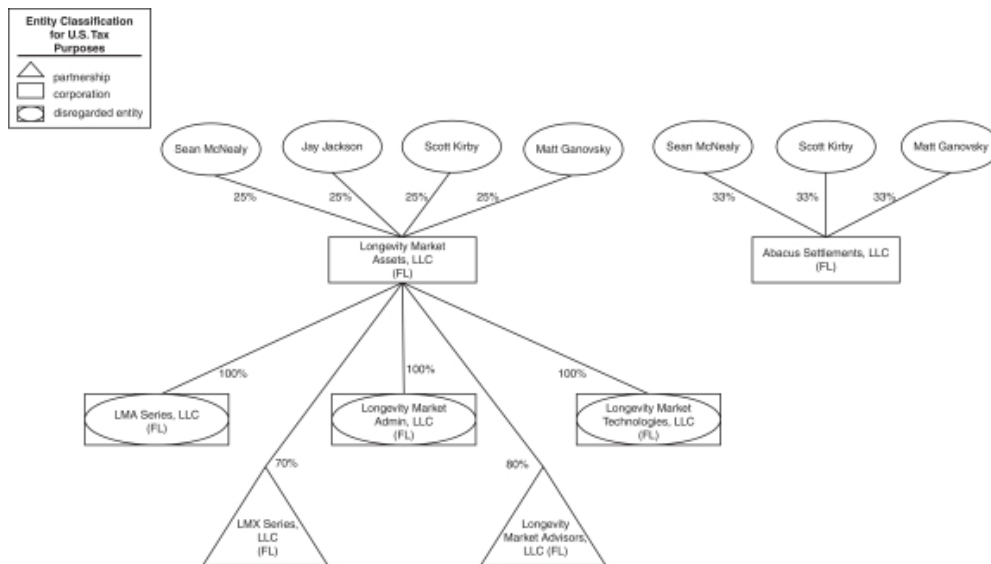 Entity Classification
for U.S. Tax
Purposes
partnership
corporation
disregarded entity
Sean McNealy
Jay Jackson
Scott Kirby
Matt Ganovsky
Sean McNealy
Scott Kirby
Matt Ganovsky
25%
25%
25%
25%
33%
33%
33%
Longevity Market
Assets, LLC
(FL)
Abacus Settlements, LLC
(FL)
100%
100%
100%
LMA Series, LLC
(FL)
Longevity Market
Admin, LLC
(FL)
Longevity Market
Technologies, LLC
(FL)
70%
80%
LMX Series,
LLC
(FL)
Longevity
Market Advisors,
LLC (FL)